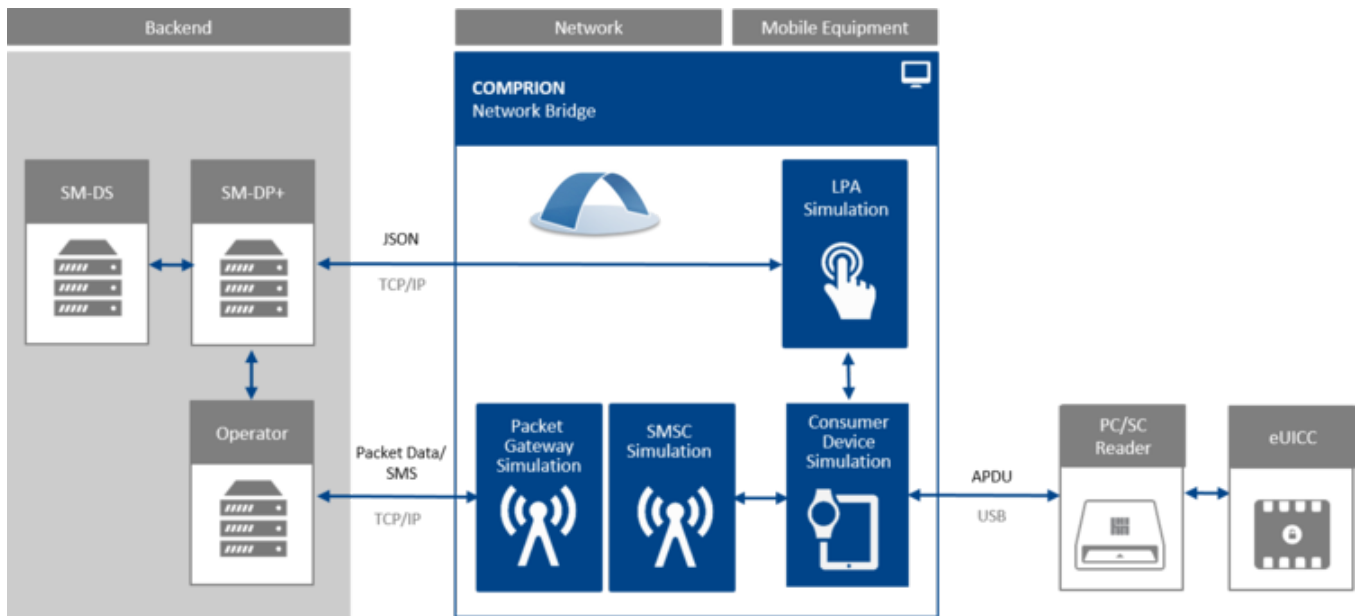 Backend
Network
Mobile Equipment
COMPRION
Network Bridge
SM-DS
SM-DP+
LPA
Simulation
JSON
TCP/IP
Operator
Packet Data/
SMS
TCP/IP
Packet
Gateway
Simulation
SMSC
Simulation
Consumer
Device
Simulation
APDU
USB
PC/SC
Reader
eUICC